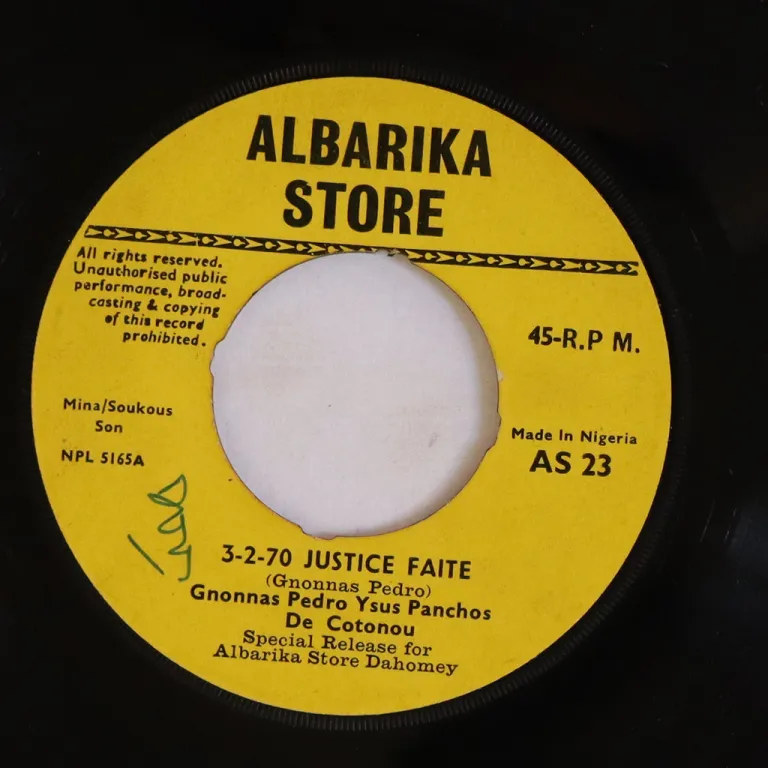 ALBARIKA
STORE
All rights reserved.
Unauthorised public
performance, broad-
casting & copying
of this record
prohibited.
45-R.P M.
Mina/Soukous
Son
NPL 5165A
Made In Nigeria
AS 23
3-2-70 JUSTICE FAITE
(Gnonnas Pedro)
Gnonnas Pedro Ysus Panchos
De Cotonou
Special Release for
Albarika Store Dahomey